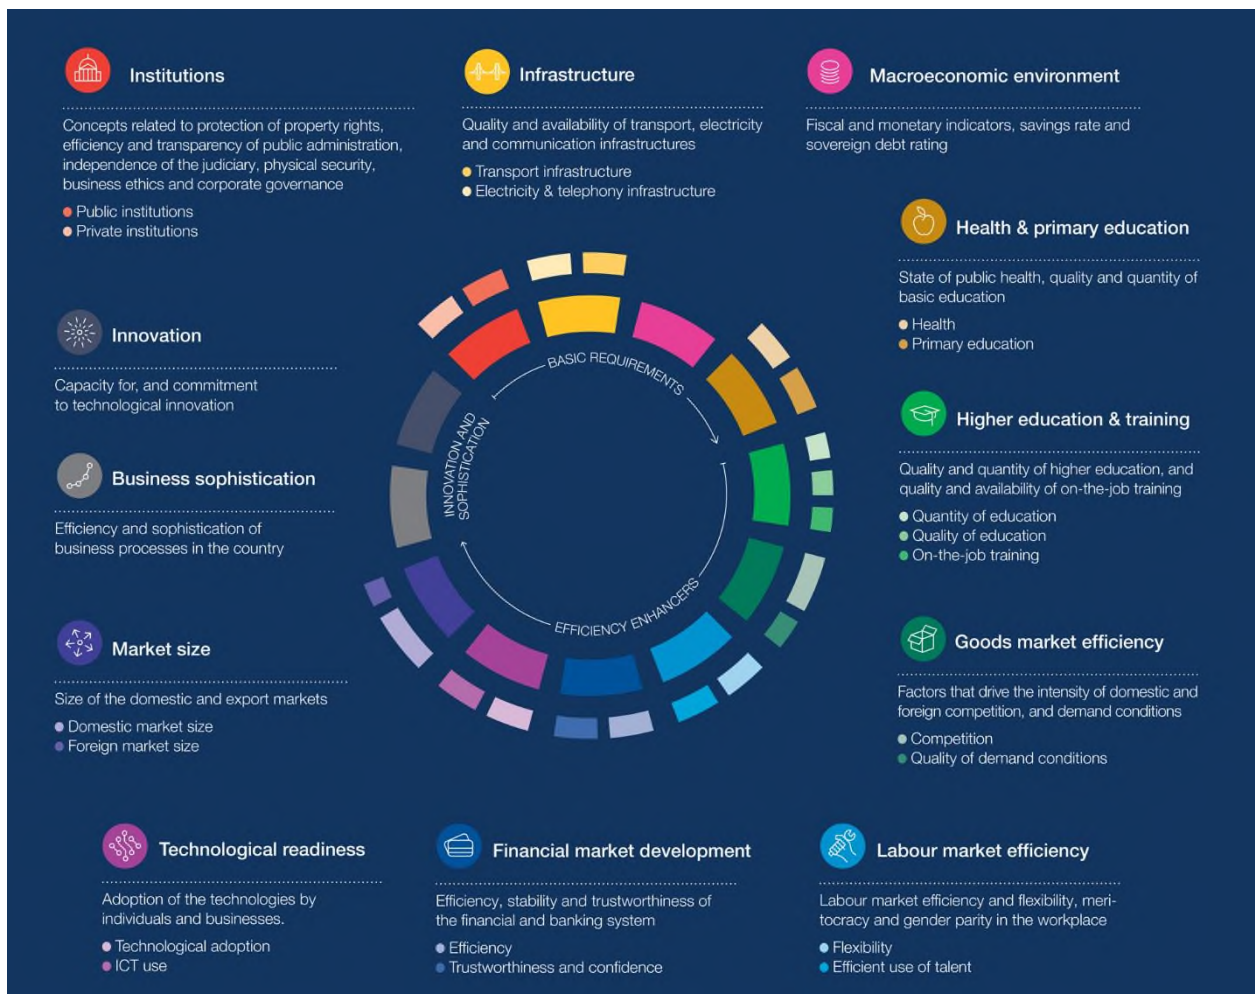 Institutions
Concepts related to protection of property rights,
efficiency and transparency of public administration,
independence of the judiciary, physical security,
business ethics and corporate governance
Public institutions
Private institutions
Infrastructure
Quality and availability of transport, electricity
and communication infrastructures
Transport infrastructure
Electricity & telephony infrastructure
Macroeconomic environment
Fiscal and monetary indicators, savings rate and
sovereign debt rating
Health & primary education
State of public health, quality and quantity of
basic education
Health
Primary education
Innovation
Capacity for, and commitment
to technological innovation
Higher education & training
Quality and quantity of higher education, and
quality and availability of on-the-job training
Quantity of education
Quality of education
On-the-job training
Business sophistication
Efficiency and sophistication of
business processes in the country
BASIC REQUIREMENTS
INNOVATION AND
SOPHISTICATION
EFFICIENCY ENHANCERS
Market size
Size of the domestic and export markets
Domestic market size
Foreign market size
Goods market efficiency
Factors that drive the intensity of domestic and
foreign competition, and demand conditions
Competition
Quality of demand conditions
Technological readiness
Adoption of the technologies by
individuals and businesses.
Technological adoption
ICT use
Financial market development
Efficiency, stability and trustworthiness of
the financial and banking system
Efficiency
Trustworthiness and confidence
Labour market efficiency
Labour market efficiency and flexibility, meri-
tocracy and gender parity in the workplace
Flexibility
Efficient use of talent